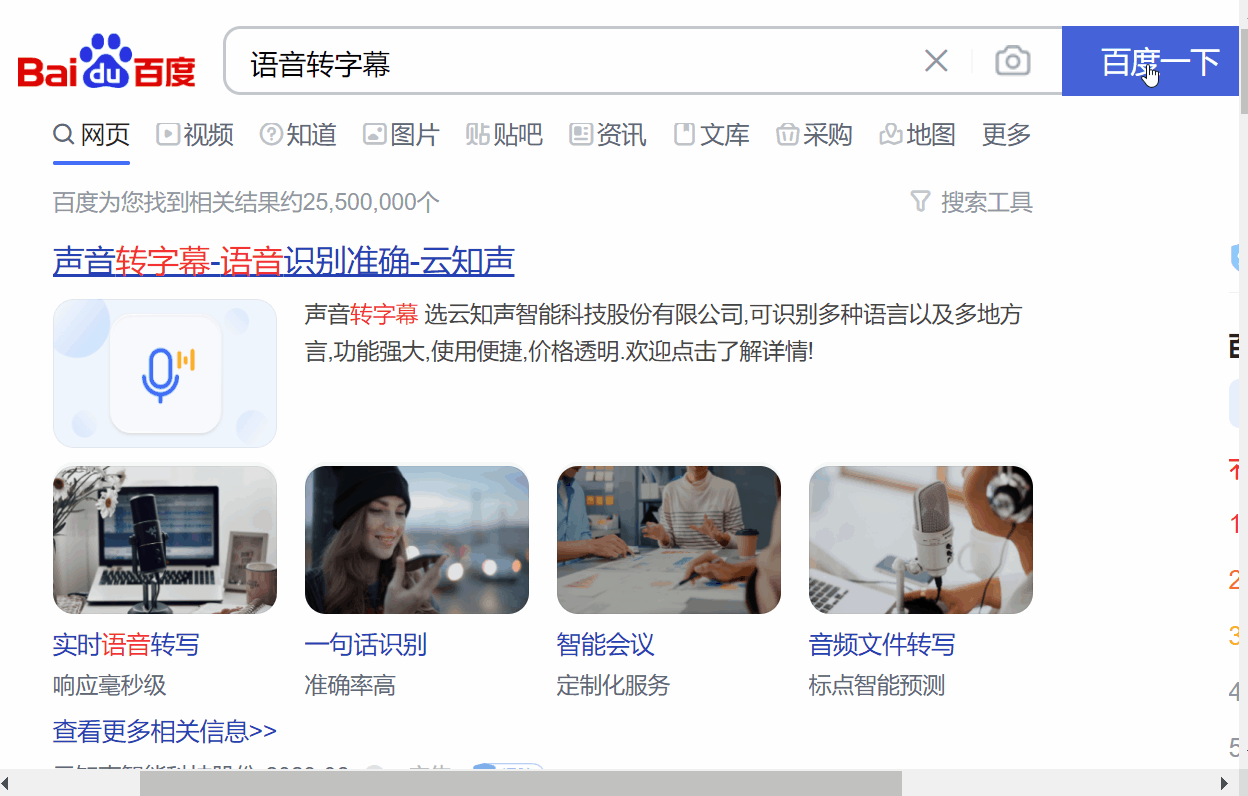 Bai du 百度 语音转字幕 百度一下
网页 视频 知道 图片 贴 贴吧 资讯 文库 采购 地图 更多
百度为您找到相关结果约25,500,000个 搜索工具
声音转字幕-语音识别准确-云知声
声音转字幕 选云知声智能科技股份有限公司,可识别多种语言以及多地方
言,功能强大,使用便捷,价格透明.欢迎点击了解详情!
实时语音转写 一句话识别 智能会议 音频文件转写
响应毫秒级 准确率高 定制化服务 标点智能预测
查看更多相关信息>>
1
2
3
4
5